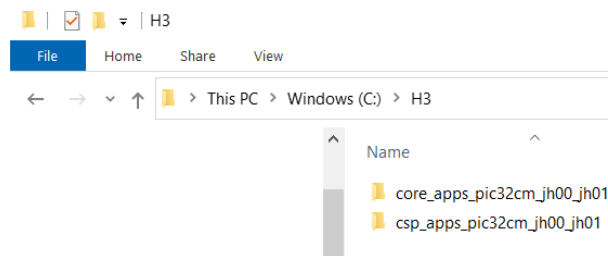 H3
File Home Share View
This PC > Windows (C:) > H3
Name
core_apps_pic32cm_jh00_jh01
csp_apps_pic32cm_jh00_jh01